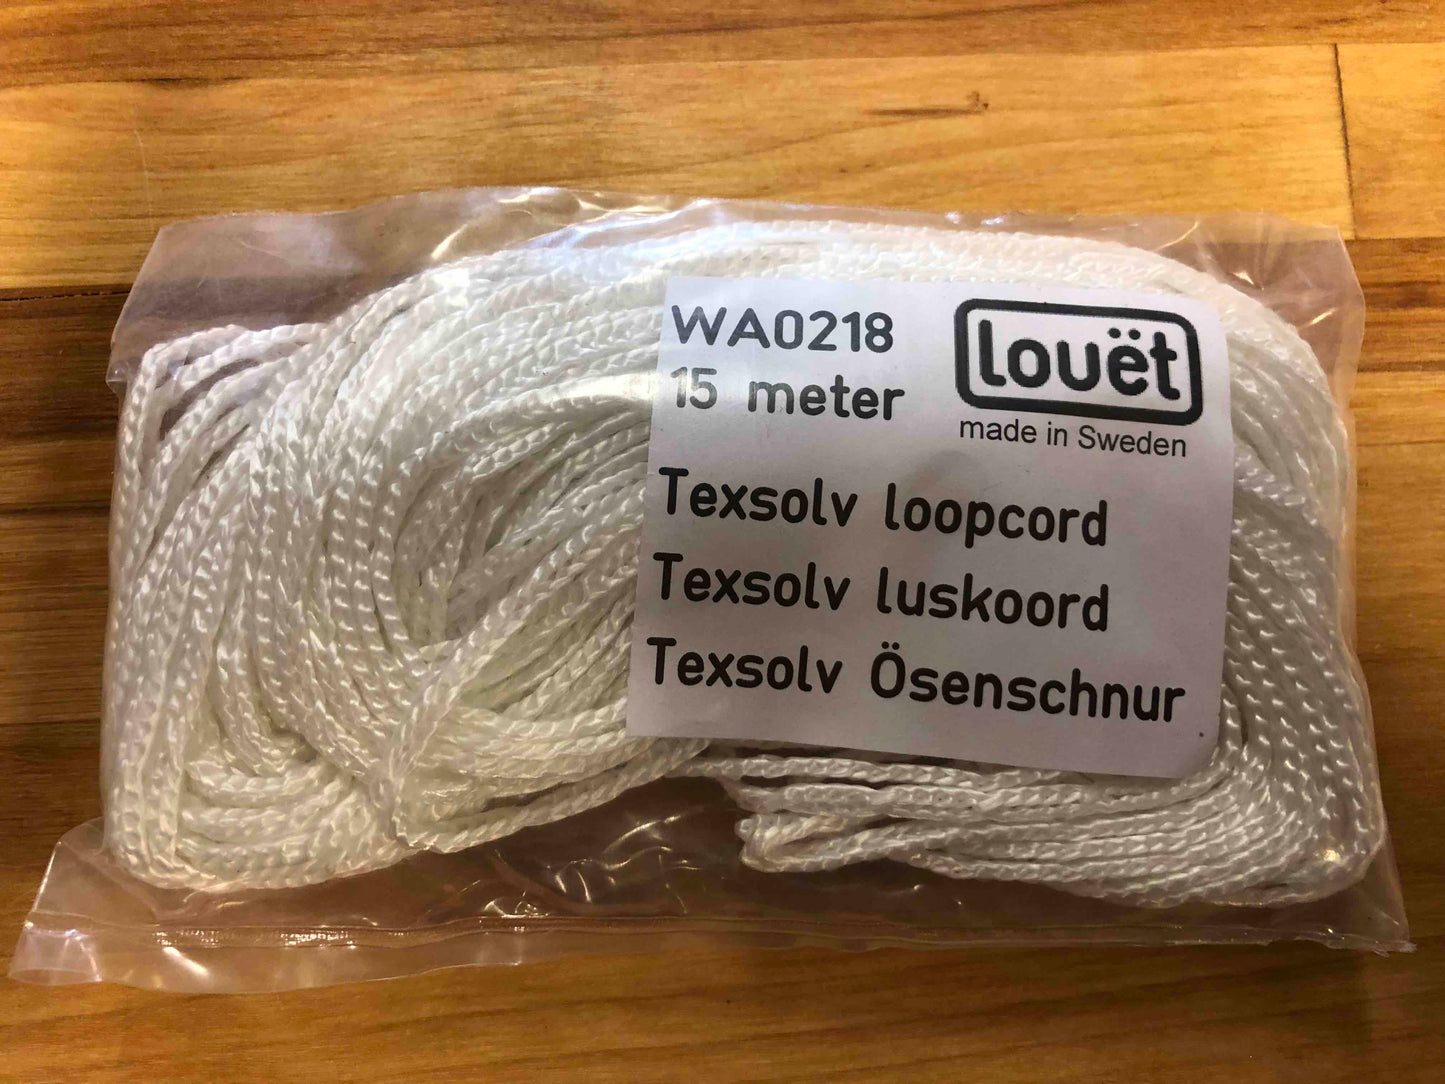 WA0218
15 meter
louët
made in Sweden
Texsolv loopcord
Texsolv luskoord
Texsolv Ösenschnur